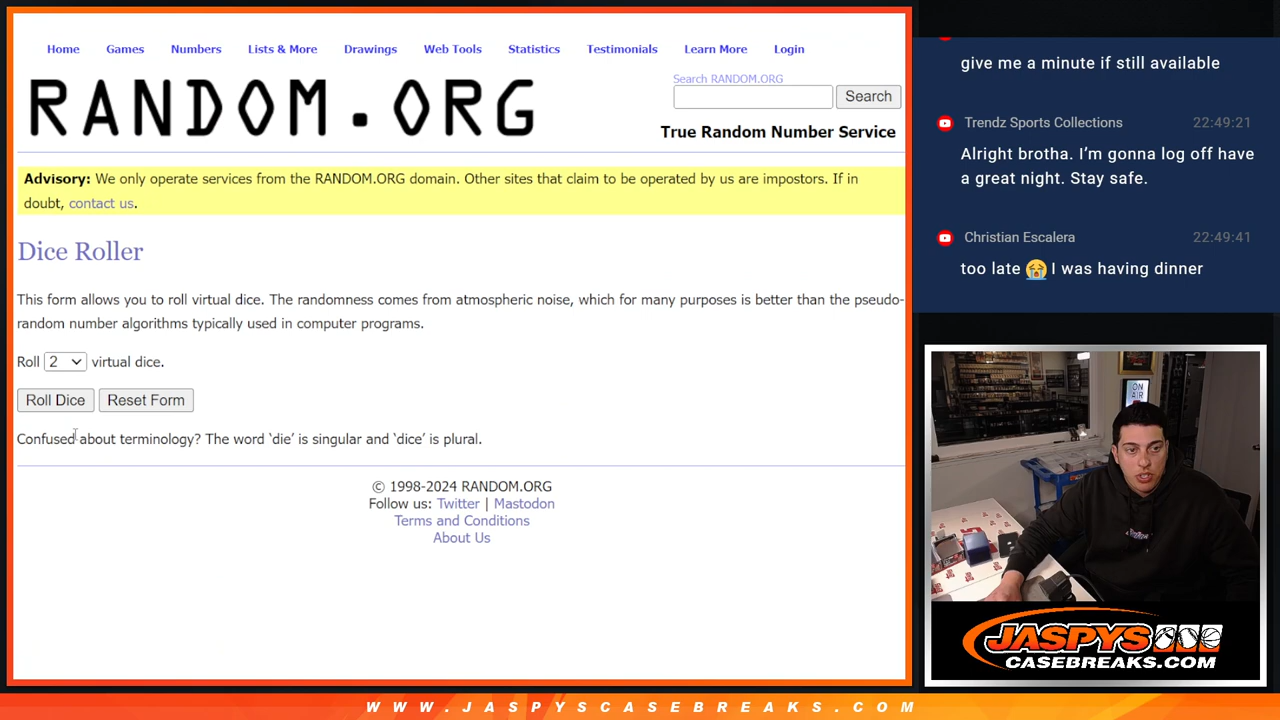 Home Games Numbers Lists & More Drawings Web Tools Statistics Testimonials Learn More Login
RANDOM.ORG
Search RANDOM.ORG
Search
True Random Number Service
Advisory: We only operate services from the RANDOM.ORG domain. Other sites that claim to be operated by us are impostors. If in
doubt, contact us.
Dice Roller
This form allows you to roll virtual dice. The randomness comes from atmospheric noise, which for many purposes is better than the pseudo-
random number algorithms typically used in computer programs.
Roll 2 virtual dice.
Roll Dice Reset Form
Confused about terminology? The word ‘die’ is singular and ‘dice’ is plural.
© 1998-2024 RANDOM.ORG
Follow us: Twitter | Mastodon
Terms and Conditions
About Us
give me a minute if still available
Trendz Sports Collections 22:49:21
Alright brotha. I’m gonna log off have
a great night. Stay safe.
Christian Escalera 22:49:41
too late 😭 I was having dinner
ON
AIR
JASPYS
CASEBREAKS.COM
WWW.JASPYSCASEBREAKS.COM